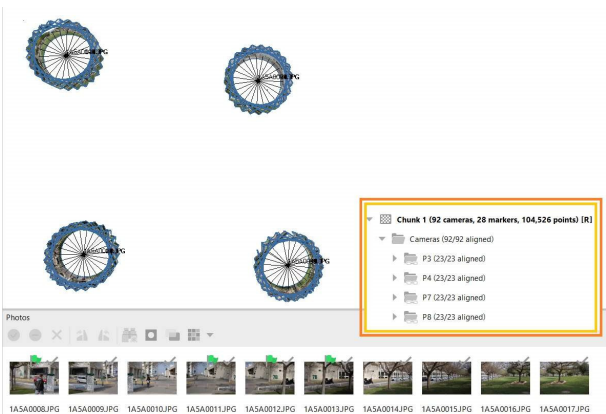 Chunk 1 (92 cameras, 28 markers, 104,526 points) [R]
Cameras (92/92 aligned)
P3 (23/23 aligned)
P4 (23/23 aligned)
P7 (23/23 aligned)
P8 (23/23 aligned)
Photos
1A5A0008.JPG 1A5A0009.JPG 1A5A0010.JPG 1A5A0011.JPG 1A5A0012.JPG 1A5A0013.JPG 1A5A0014.JPG 1A5A0015.JPG 1A5A0016.JPG 1A5A0017.JPG